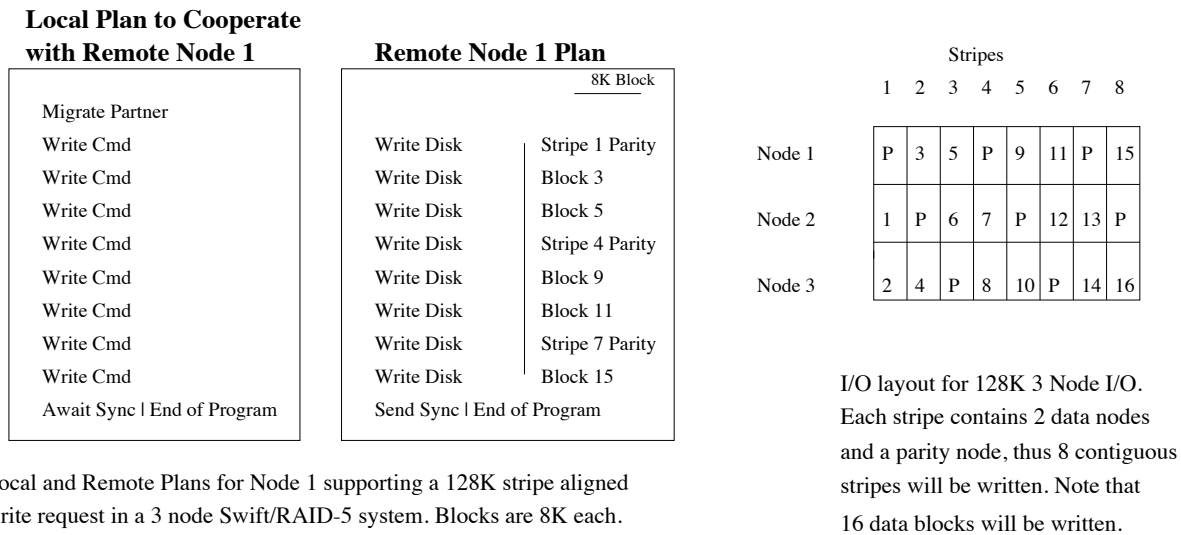 Local Plan to Cooperate
with Remote Node 1
Migrate Partner
Write Cmd
Write Cmd
Write Cmd
Write Cmd
Write Cmd
Write Cmd
Write Cmd
Write Cmd
Await Sync | End of Program
Remote Node 1 Plan
8K Block
Write Disk Stripe 1 Parity
Write Disk Block 3
Write Disk Block 5
Write Disk Stripe 4 Parity
Write Disk Block 9
Write Disk Block 11
Write Disk Stripe 7 Parity
Write Disk Block 15
Send Sync | End of Program
ocal and Remote Plans for Node 1 supporting a 128K stripe aligned
rite request in a 3 node Swift/RAID-5 system. Blocks are 8K each.
Stripes
1 2 3 4 5 6 7 8
Node 1 P 3 5 P 9 11 P 15
Node 2 1 P 6 7 P 12 13 P
Node 3 2 4 P 8 10 P 14 16
I/O layout for 128K 3 Node I/O.
Each stripe contains 2 data nodes
and a parity node, thus 8 contiguous
stripes will be written. Note that
16 data blocks will be written.